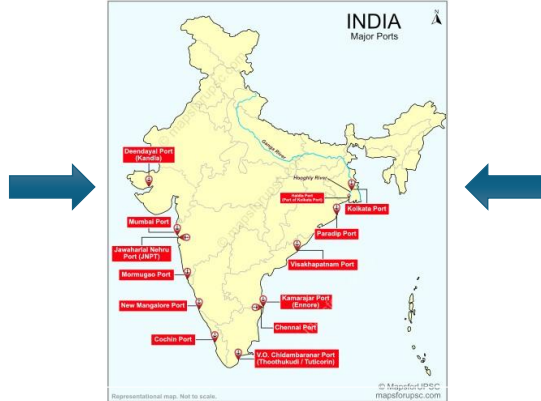 INDIA
Major Ports
N
Deendayal Port
(Kandla)
Ganga River
Hooghly River
Haldia Port
(Part of Kolkata Port)
Kolkata Port
Mumbai Port
Paradip Port
Jawaharlal Nehru
Port (JNPT)
Visakhapatnam Port
Mormugao Port
New Mangalore Port
Kamarajar Port
(Ennore)
Chennai Port
Cochin Port
V.O. Chidambaranar Port
(Thoothukudi / Tuticorin)
© MapsforUPSC
Representational map. Not to scale.
mapsforupsc.com